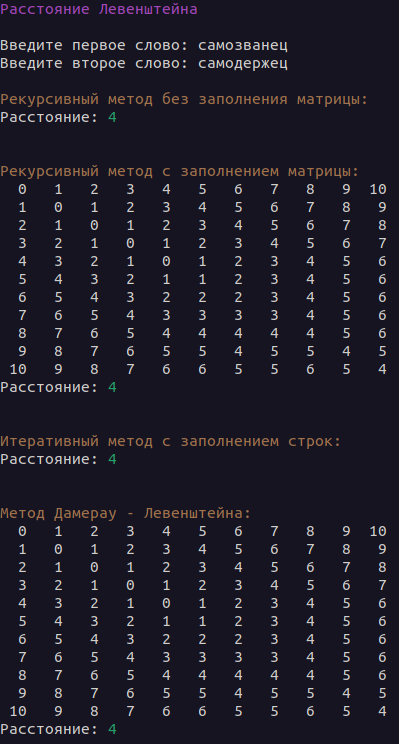 Расстояние Левенштейна
Введите первое слово: самозванец
Введите второе слово: самодержец
Рекурсивный метод без заполнения матрицы:
Расстояние: 4
Рекурсивный метод с заполнением матрицы:
0 1 2 3 4 5 6 7 8 9 10
1 0 1 2 3 4 5 6 7 8 9
2 1 0 1 2 3 4 5 6 7 8
3 2 1 0 1 2 3 4 5 6 7
4 3 2 1 0 1 2 3 4 5 6
5 4 3 2 1 1 2 3 4 5 6
6 5 4 3 2 2 2 3 4 5 6
7 6 5 4 3 3 3 3 4 5 6
8 7 6 5 4 4 4 4 4 5 6
9 8 7 6 5 5 4 5 5 4 5
10 9 8 7 6 6 5 5 6 5 4
Расстояние: 4
Итеративный метод с заполнением строк:
Расстояние: 4
Метод Дамерау - Левенштейна:
0 1 2 3 4 5 6 7 8 9 10
1 0 1 2 3 4 5 6 7 8 9
2 1 0 1 2 3 4 5 6 7 8
3 2 1 0 1 2 3 4 5 6 7
4 3 2 1 0 1 2 3 4 5 6
5 4 3 2 1 1 2 3 4 5 6
6 5 4 3 2 2 2 3 4 5 6
7 6 5 4 3 3 3 3 4 5 6
8 7 6 5 4 4 4 4 4 5 6
9 8 7 6 5 5 4 5 5 4 5
10 9 8 7 6 6 5 5 6 5 4
Расстояние: 4